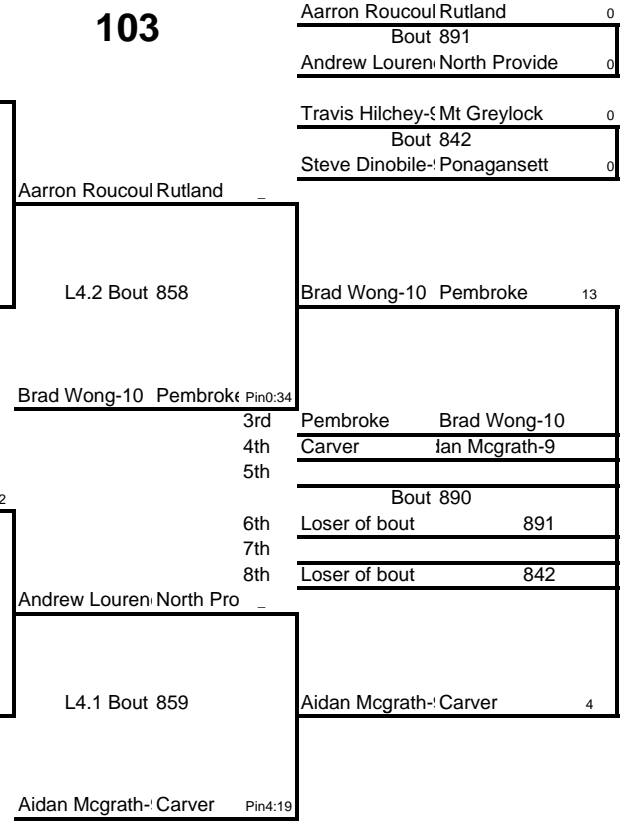 103
Aarron Roucoul Rutland 0
Bout 891
Andrew Louren North Provide 0
Travis Hilchey-9 Mt Greylock 0
Bout 842
Steve Dinobile- Ponagansett 0
Aarron Roucoul Rutland _
L4.2 Bout 858
Brad Wong-10 Pembroke 13
Brad Wong-10 Pembroke Pin0:34
3rd Pembroke Brad Wong-10
4th Carver dan Mcgrath-9
5th
2
Bout 890
6th Loser of bout 891
7th
8th Loser of bout 842
Andrew Louren North Pro _
L4.1 Bout 859
Aidan Mcgrath- Carver 4
Aidan Mcgrath- Carver Pin4:19